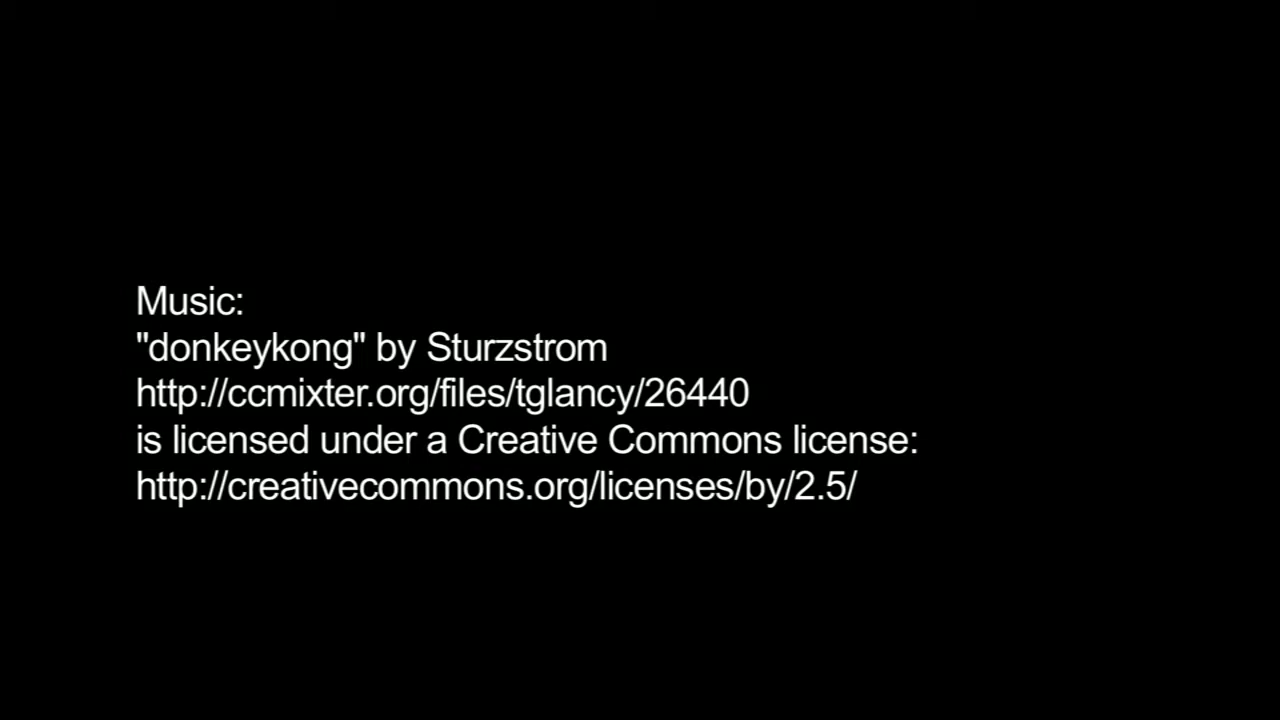 Music:
"donkeykong" by Sturzstrom
http://ccmixter.org/files/tglancy/26440
is licensed under a Creative Commons license:
http://creativecommons.org/licenses/by/2.5/